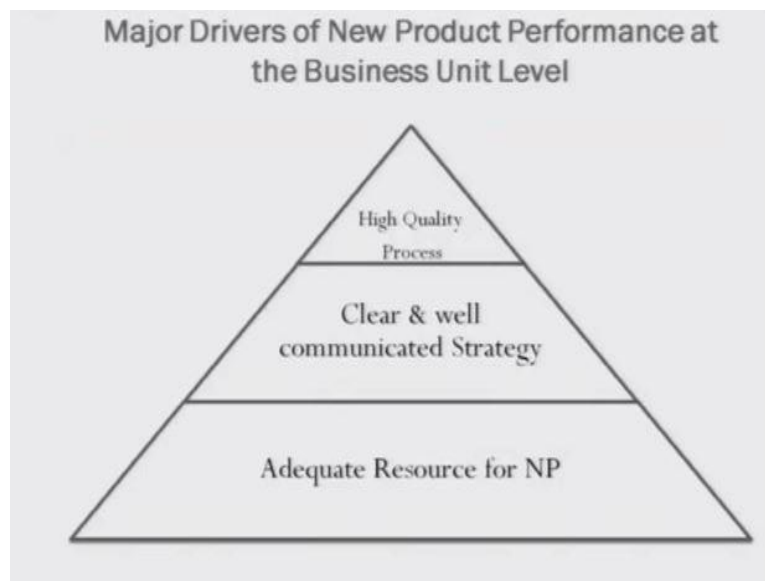 Major Drivers of New Product Performance at
the Business Unit Level
High Quality
Process
Clear & well
communicated Strategy
Adequate Resource for NP